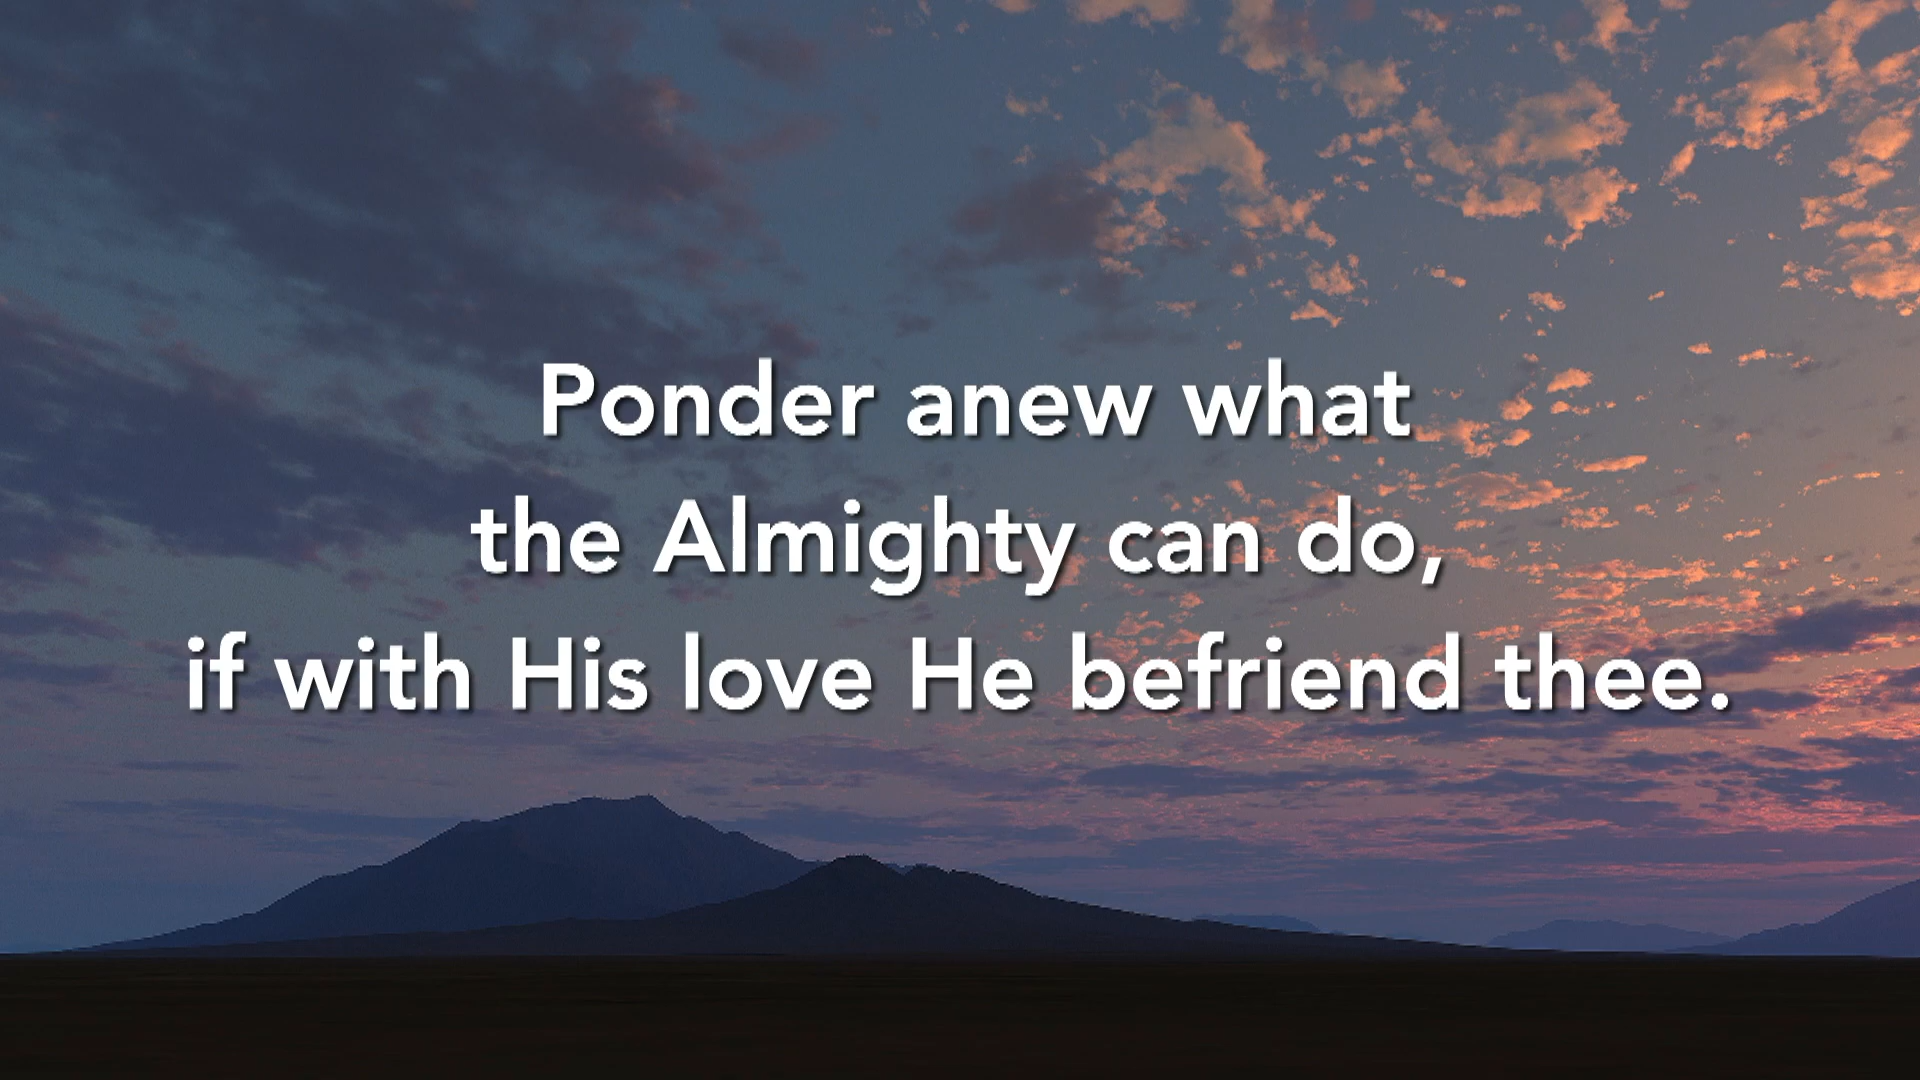 Ponder anew what
the Almighty can do,
if with His love He befriend thee.